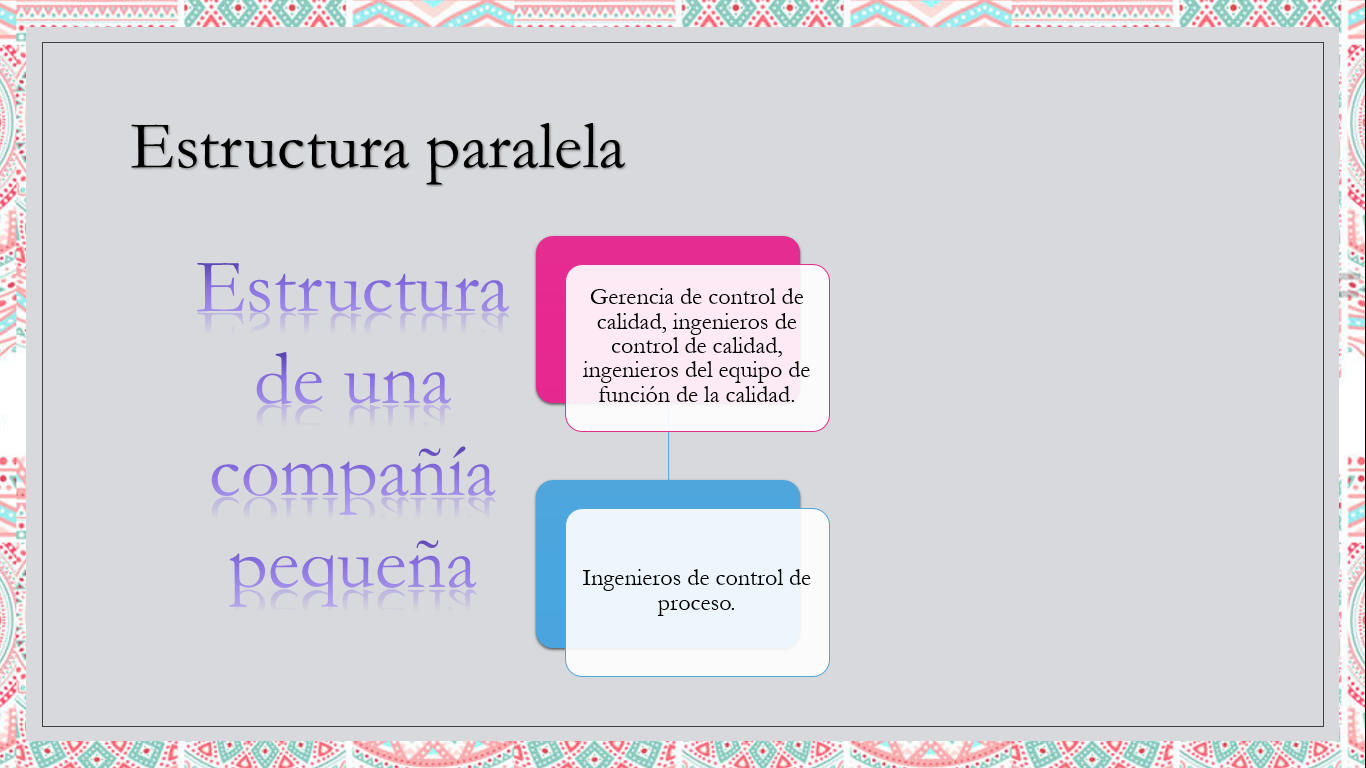 Estructura paralela
Estructura
de una
compañía
pequeña
Gerencia de control de
calidad, ingenieros de
control de calidad,
ingenieros del equipo de
función de la calidad.
Ingenieros de control de
proceso.